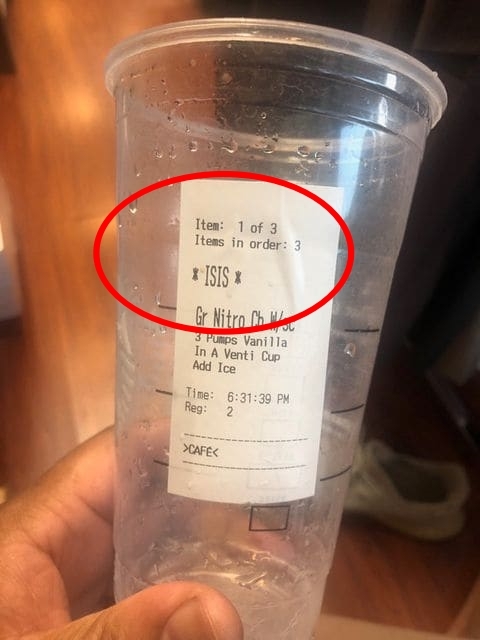 Item: 1 of 3
Items in order: 3
* ISIS *
Gr Nitro Cb W/sc
3 Pumps Vanilla
In A Venti Cup
Add Ice
Time: 6:31:39 PM
Reg: 2
>CAFÉ<